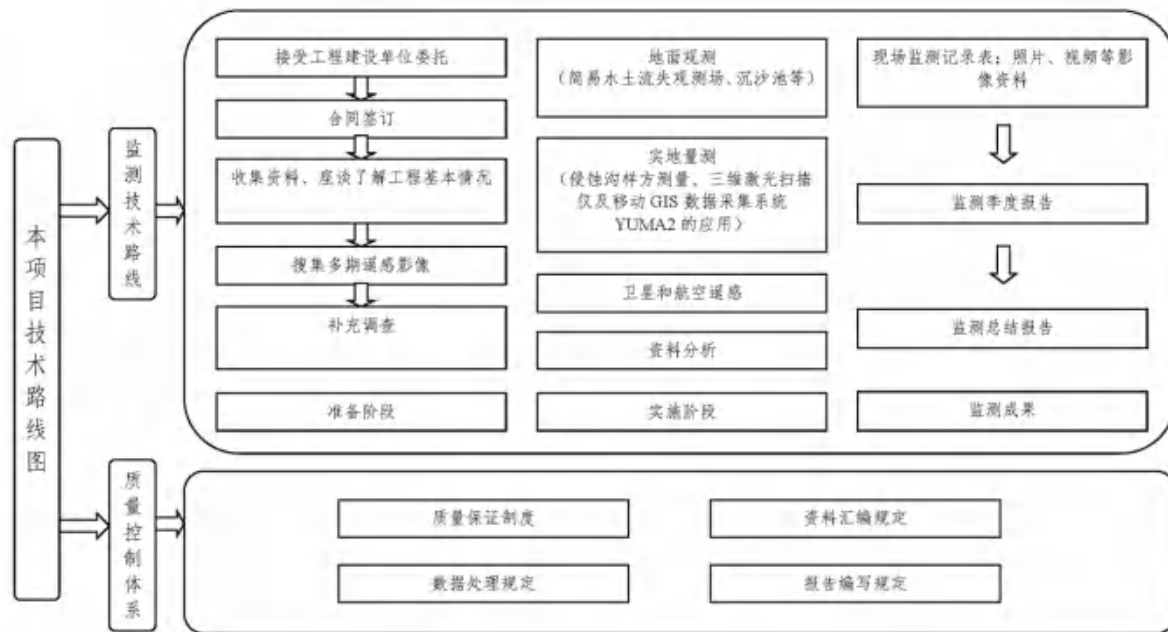 本项目技术路线图
监测技术路线
接受工程建设单位委托
合同签订
收集资料、座谈了解工程基本情况
搜集多期遥感影像
补充调查
准备阶段
地面观测
（简易水土流失观测场、沉沙池等）
实地量测
（侵蚀沟样方测量、三维激光扫描
仪及移动 GIS 数据采集系统
YUMA2 的应用）
卫星和航空遥感
资料分析
实施阶段
现场监测记录表；照片、视频等影
像资料
监测季度报告
监测总结报告
监测成果
质量控制体系
质量保证制度
资料汇编规定
数据处理规定
报告编写规定